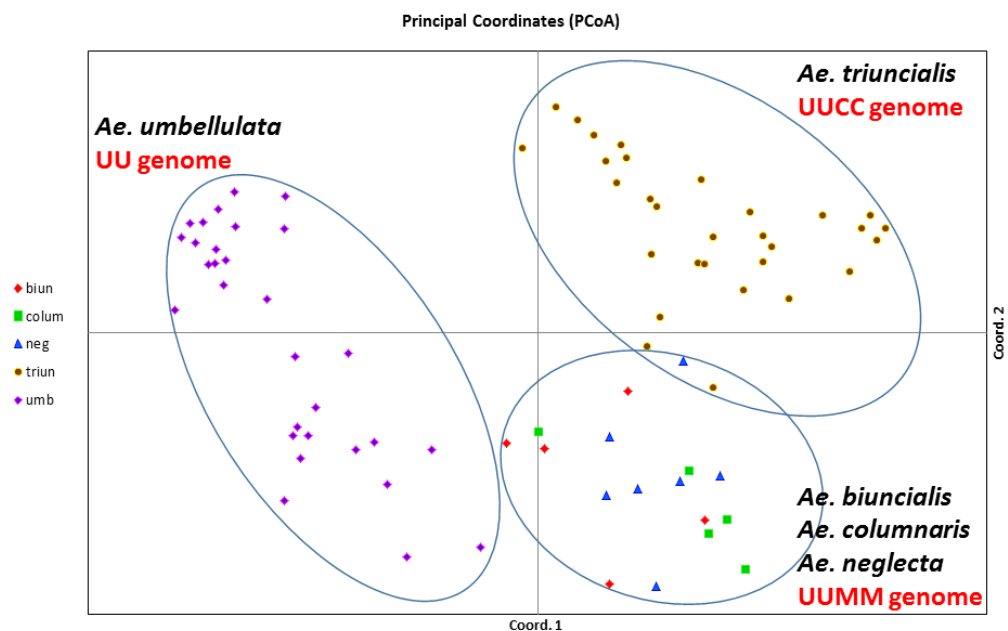 Principal Coordinates (PCoA)
Ae. triuncialis
UUCC genome
Ae. umbellulata
UU genome
biun
colum
neg
triun
umb
Coord. 2
Ae. biuncialis
Ae. columnaris
Ae. neglecta
UUMM genome
Coord. 1